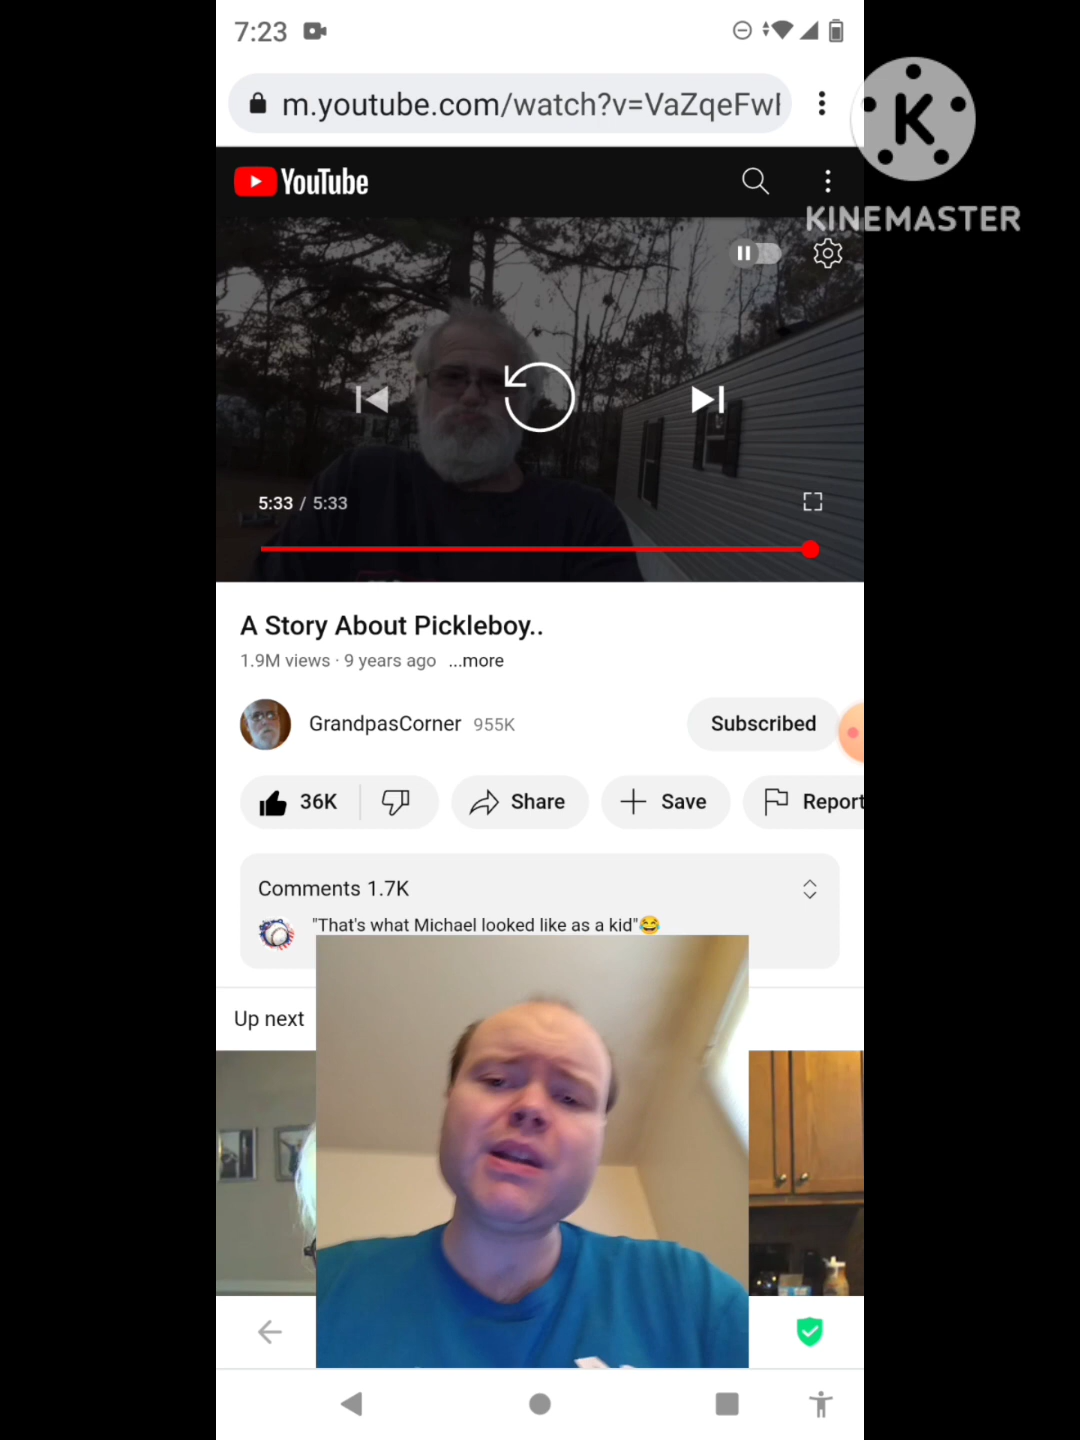 7:23
m.youtube.com/watch?v=VaZqeFw
K
KINEMASTER
YouTube
5:33 / 5:33
A Story About Pickleboy..
1.9M views · 9 years ago ...more
GrandpasCorner 955K
Subscribed
36K
Share
Save
Report
Comments 1.7K
"That's what Michael looked like as a kid"😂
Up next